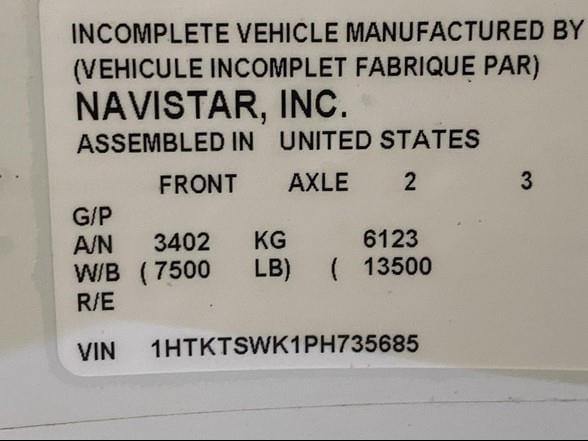 INCOMPLETE VEHICLE MANUFACTURED BY
(VEHICULE INCOMPLET FABRIQUE PAR)
NAVISTAR, INC.
ASSEMBLED IN UNITED STATES
FRONT AXLE 2 3
G/P
A/N 3402 KG 6123
W/B ( 7500 LB) ( 13500
R/E
VIN 1HTKTSWK1PH735685